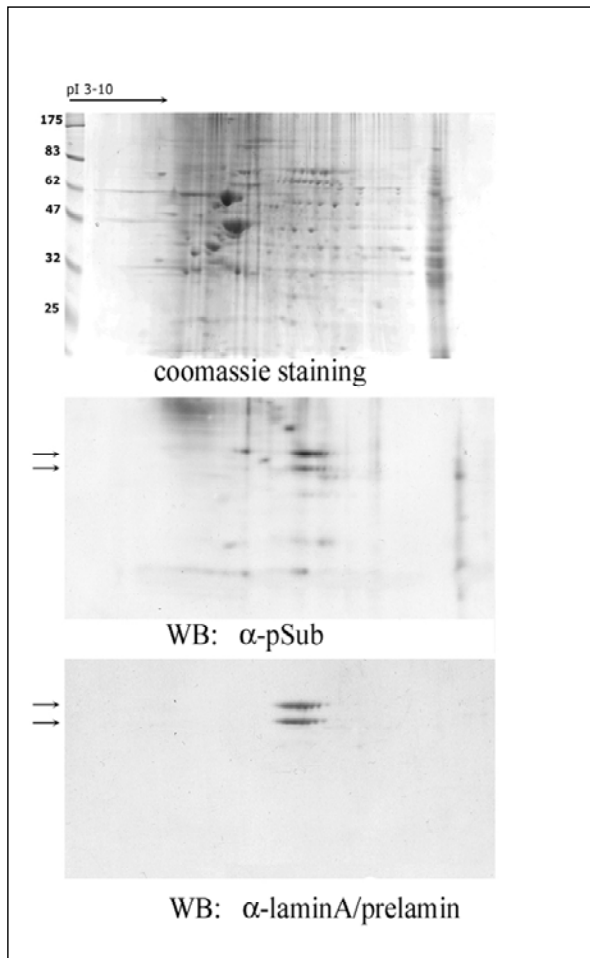 pI 3-10
175
83
62
47
32
25
coomassie staining
WB: α-pSub
WB: α-laminA/prelamin